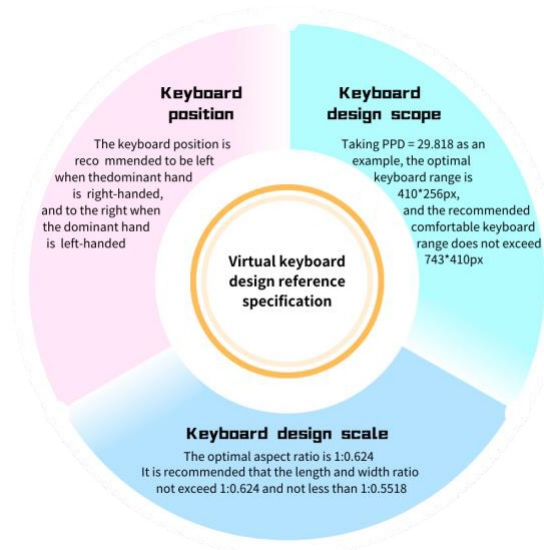 Keyboard
position
The keyboard position is
reco mmended to be left
when thedominant hand
is right-handed,
and to the right when
the dominant hand
is left-handed
Keyboard
design scope
Taking PPD = 29.818 as an
example, the optimal
keyboard range is
410*256px,
and the recommended
comfortable keyboard
range does not exceed
743*410px
Virtual keyboard
design reference
specification
Keyboard design scale
The optimal aspect ratio is 1:0.624
It is recommended that the length and width ratio
not exceed 1:0.624 and not less than 1:0.5518